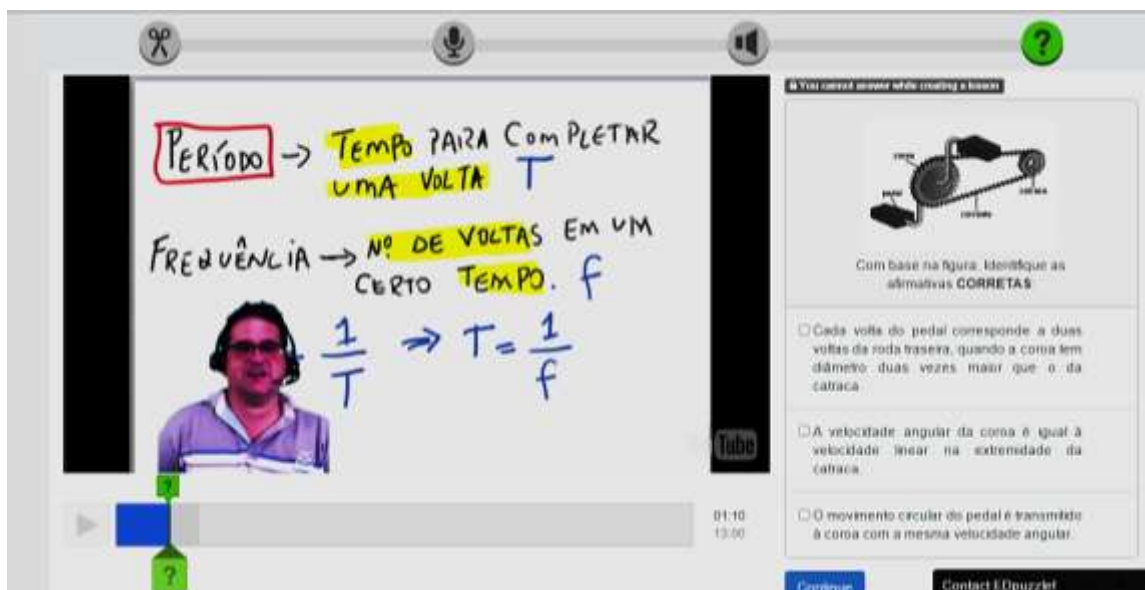 You cannot answer while creating a lesson
PERÍODO → TEMPO PARA COMPLETAR
UMA VOLTA T
FREQUÊNCIA → Nº DE VOLTAS EM UM
CERTO TEMPO. f
1/T ⇒ T = 1/f
Tube
?
?
?
01:10
13:00
coroa
pedal
corrente
catraca
Com base na figura, Identifique as
afirmativas CORRETAS
Cada volta do pedal corresponde a duas
voltas da roda traseira, quando a coroa tem
diâmetro duas vezes maior que o da
catraca
A velocidade angular da coroa é igual à
velocidade linear na extremidade da
catraca.
O movimento circular do pedal é transmitido
à coroa com a mesma velocidade angular.
Continue
Contact EDpuzzle!